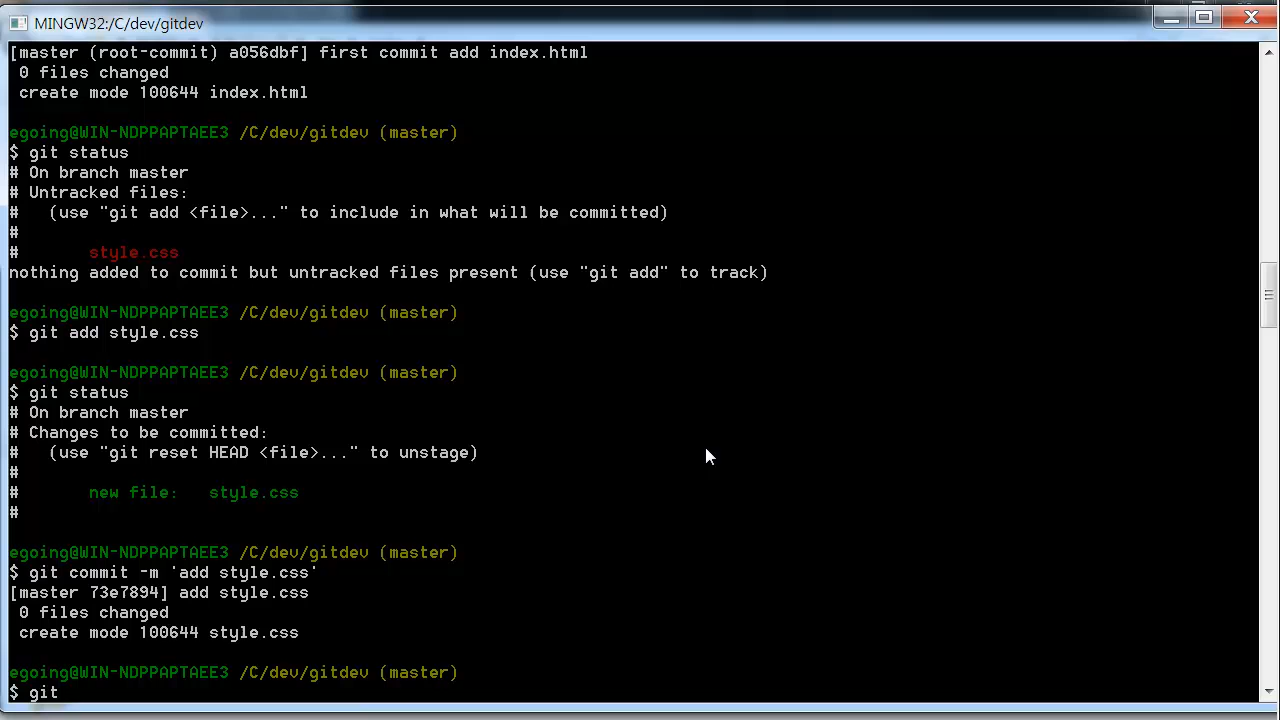 MINGW32:/C/dev/gitdev
[master (root-commit) a056dbf] first commit add index.html
 0 files changed
 create mode 100644 index.html

egoing@WIN-NDPPAPTAEE3 /C/dev/gitdev (master)
$ git status
# On branch master
# Untracked files:
#   (use "git add <file>..." to include in what will be committed)
#
#       style.css
nothing added to commit but untracked files present (use "git add" to track)

egoing@WIN-NDPPAPTAEE3 /C/dev/gitdev (master)
$ git add style.css

egoing@WIN-NDPPAPTAEE3 /C/dev/gitdev (master)
$ git status
# On branch master
# Changes to be committed:
#   (use "git reset HEAD <file>..." to unstage)
#
#       new file:   style.css
#

egoing@WIN-NDPPAPTAEE3 /C/dev/gitdev (master)
$ git commit -m 'add style.css'
[master 73e7894] add style.css
 0 files changed
 create mode 100644 style.css

egoing@WIN-NDPPAPTAEE3 /C/dev/gitdev (master)
$ git